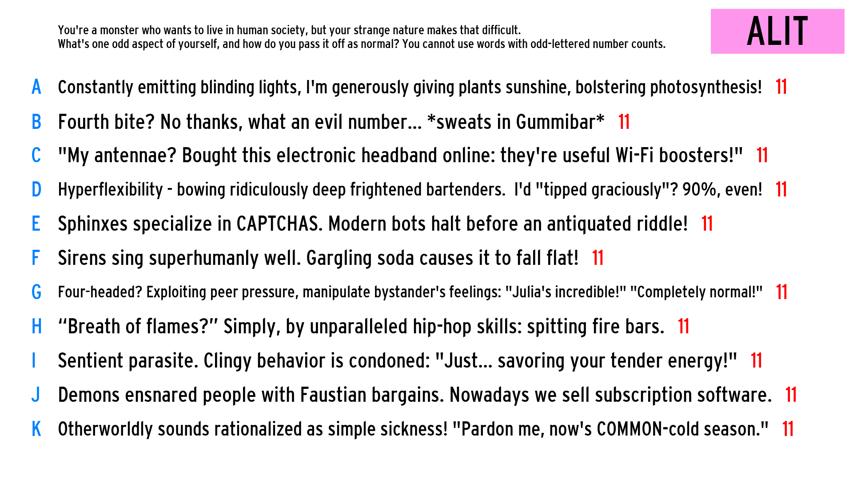 You're a monster who wants to live in human society, but your strange nature makes that difficult.
What's one odd aspect of yourself, and how do you pass it off as normal? You cannot use words with odd-lettered number counts.
ALIT
A Constantly emitting blinding lights, I'm generously giving plants sunshine, bolstering photosynthesis! 11
B Fourth bite? No thanks, what an evil number... *sweats in Gummibar* 11
C "My antennae? Bought this electronic headband online: they're useful Wi-Fi boosters!" 11
D Hyperflexibility - bowing ridiculously deep frightened bartenders. I'd "tipped graciously"? 90%, even! 11
E Sphinxes specialize in CAPTCHAS. Modern bots halt before an antiquated riddle! 11
F Sirens sing superhumanly well. Gargling soda causes it to fall flat! 11
G Four-headed? Exploiting peer pressure, manipulate bystander's feelings: "Julia's incredible!" "Completely normal!" 11
H “Breath of flames?” Simply, by unparalleled hip-hop skills: spitting fire bars. 11
I Sentient parasite. Clingy behavior is condoned: "Just... savoring your tender energy!" 11
J Demons ensnared people with Faustian bargains. Nowadays we sell subscription software. 11
K Otherworldly sounds rationalized as simple sickness! "Pardon me, now's COMMON-cold season." 11